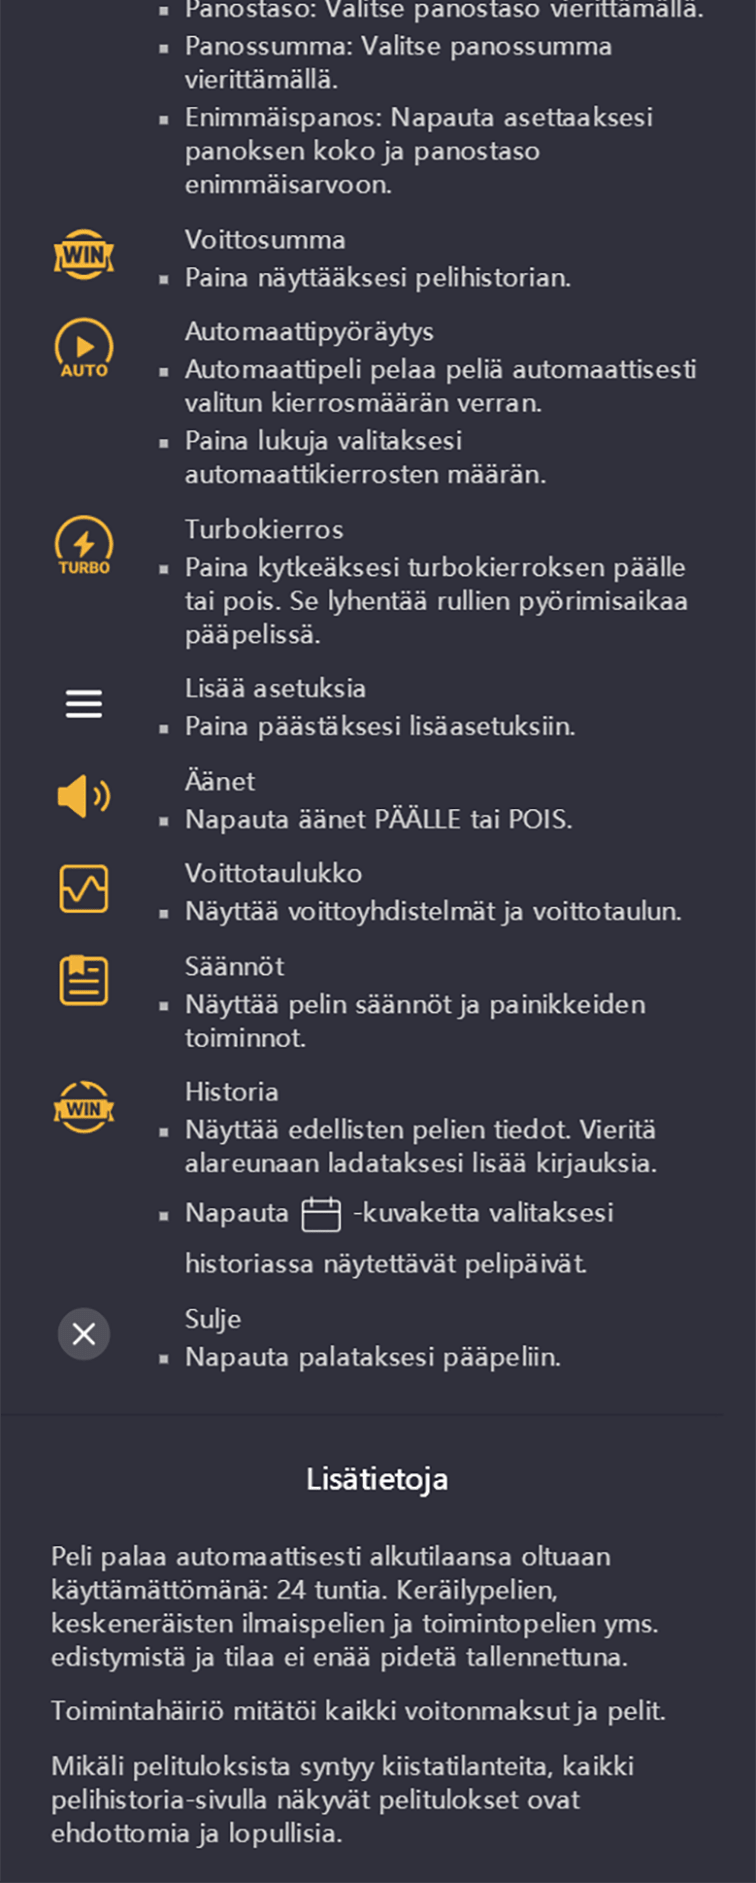 Panostaso: Valitse panostaso vierittämällä.
Panossumma: Valitse panossumma
vierittämällä.
Enimmäispanos: Napauta asettaaksesi
panoksen koko ja panostaso
enimmäisarvoon.
WIN
Voittosumma
Paina näyttääksesi pelihistorian.
AUTO
Automaattipyöräytys
Automaattipeli pelaa peliä automaattisesti
valitun kierrosmäärän verran.
Paina lukuja valitaksesi
automaattikierrosten määrän.
TURBO
Turbokierros
Paina kytkeäksesi turbokierroksen päälle
tai pois. Se lyhentää rullien pyörimisaikaa
pääpelissä.
Lisää asetuksia
Paina päästäksesi lisäasetuksiin.
Äänet
Napauta äänet PÄÄLLE tai POIS.
Voittotaulukko
Näyttää voittoyhdistelmät ja voittotaulun.
Säännöt
Näyttää pelin säännöt ja painikkeiden
toiminnot.
WIN
Historia
Näyttää edellisten pelien tiedot. Vieritä
alareunaan ladataksesi lisää kirjauksia.
Napauta -kuvaketta valitaksesi
historiassa näytettävät pelipäivät.
Sulje
Napauta palataksesi pääpeliin.
Lisätietoja
Peli palaa automaattisesti alkutilaansa oltuaan
käyttämättömänä: 24 tuntia. Keräilypelien,
keskeneräisten ilmaispelien ja toimintopelien yms.
edistymistä ja tilaa ei enää pidetä tallennettuna.
Toimintahäiriö mitätöi kaikki voitonmaksut ja pelit.
Mikäli pelituloksista syntyy kiistatilanteita, kaikki
pelihistoria-sivulla näkyvät pelitulokset ovat
ehdottomia ja lopullisia.